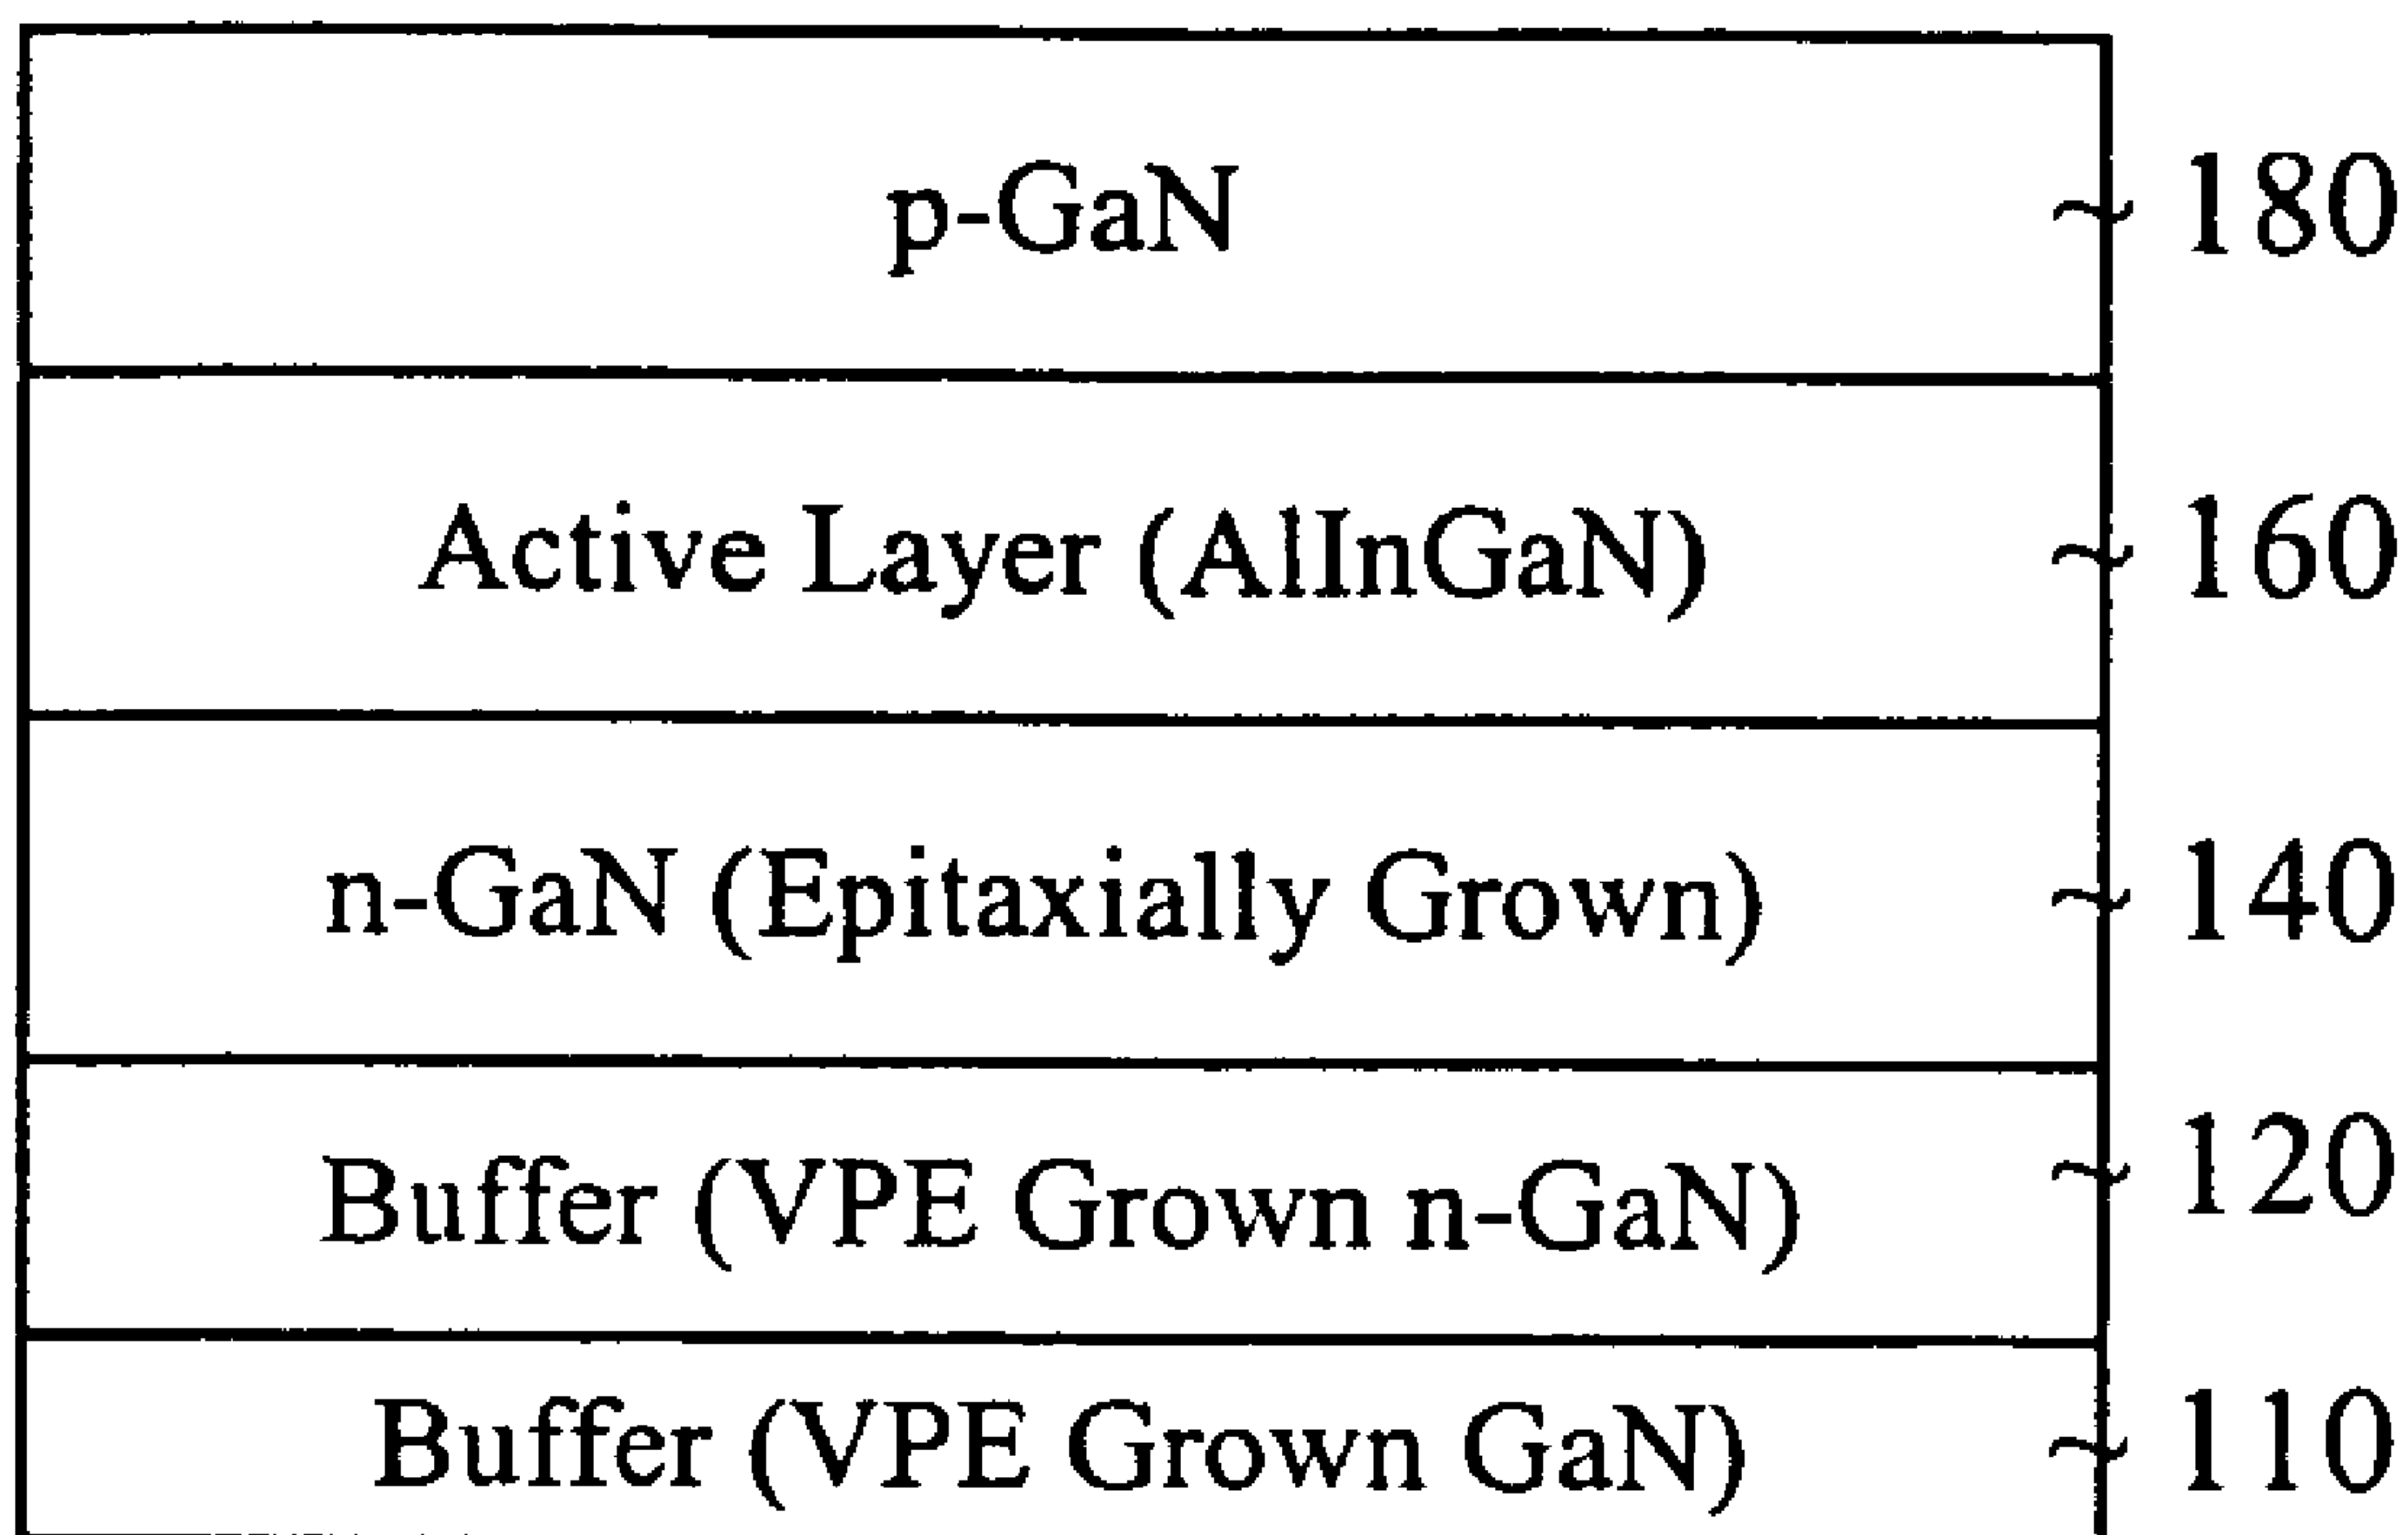 p-GaN 180
Active Layer (AlInGaN) 160
n-GaN (Epitaxially Grown) 140
Buffer (VPE Grown n-GaN) 120
Buffer (VPE Grown GaN) 110